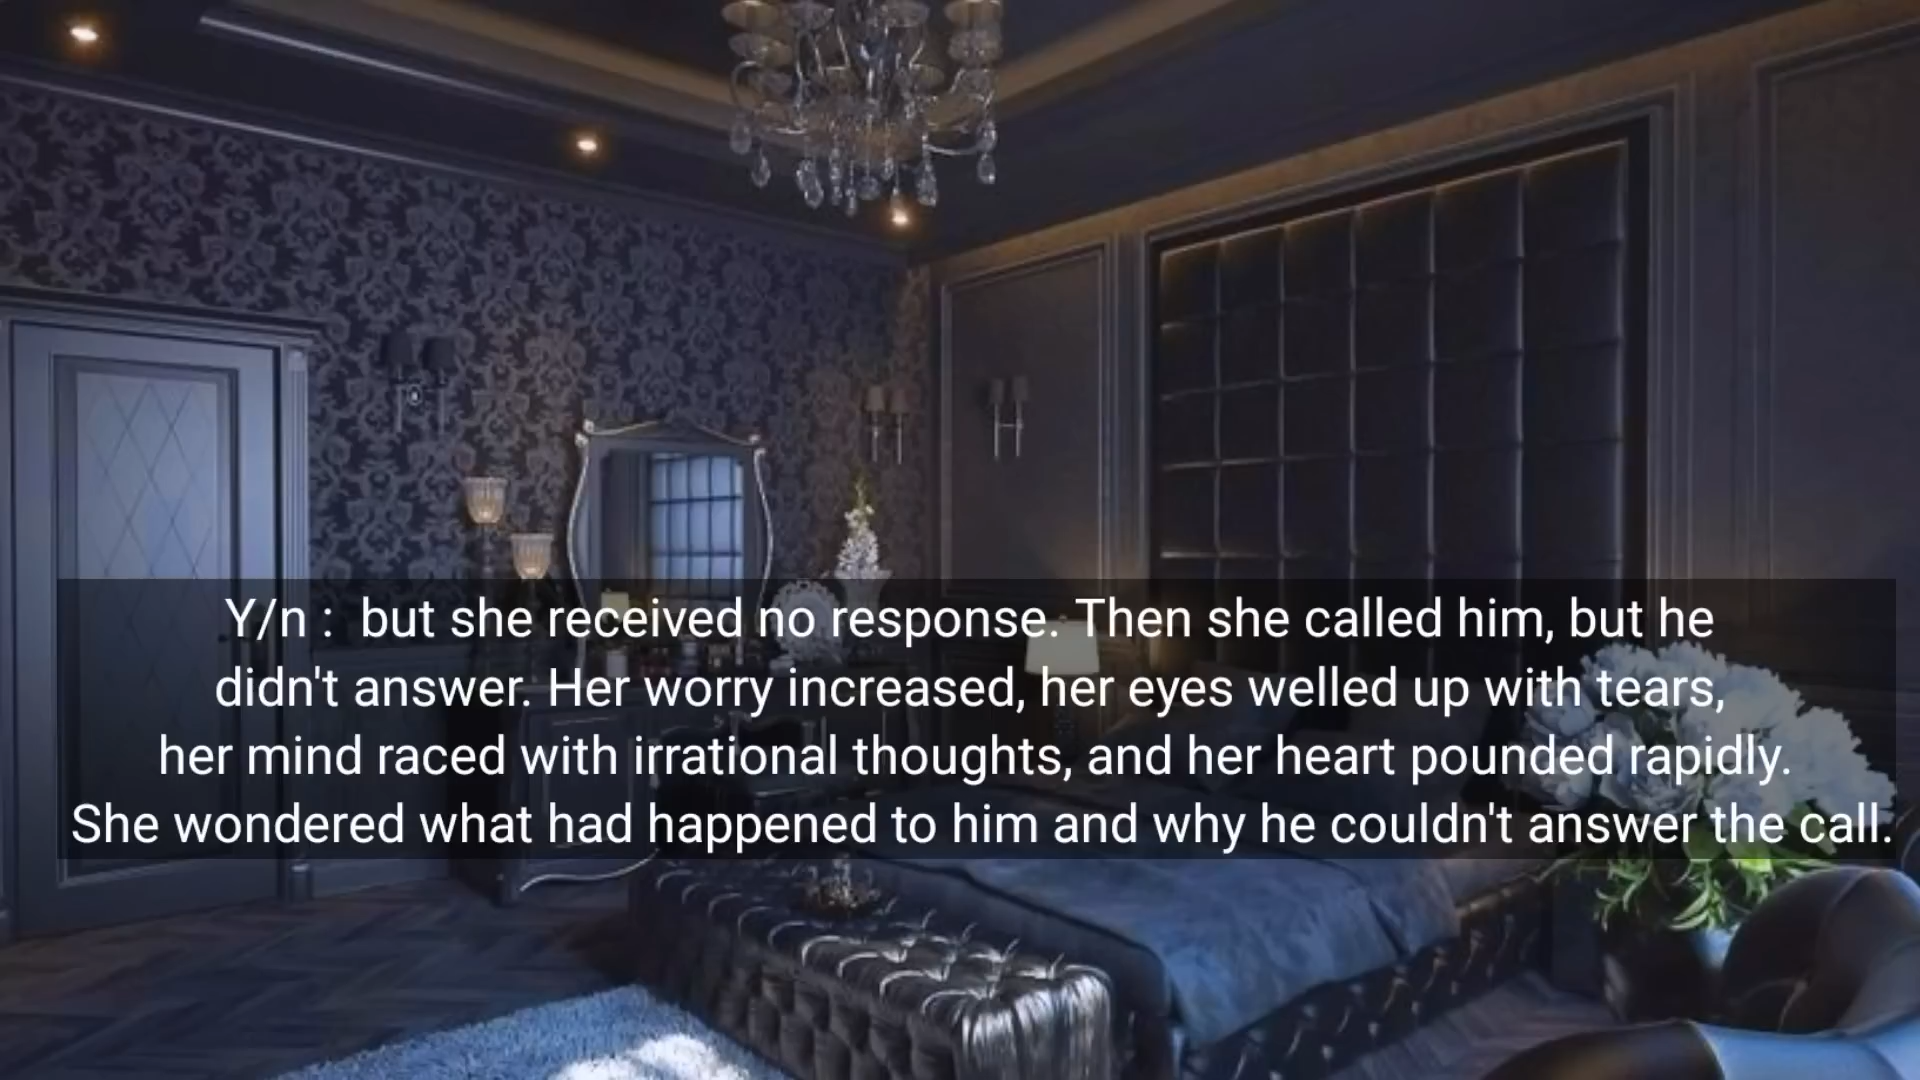 Y/n :  but she received no response. Then she called him, but he
didn't answer. Her worry increased, her eyes welled up with tears,
her mind raced with irrational thoughts, and her heart pounded rapidly.
She wondered what had happened to him and why he couldn't answer the call.